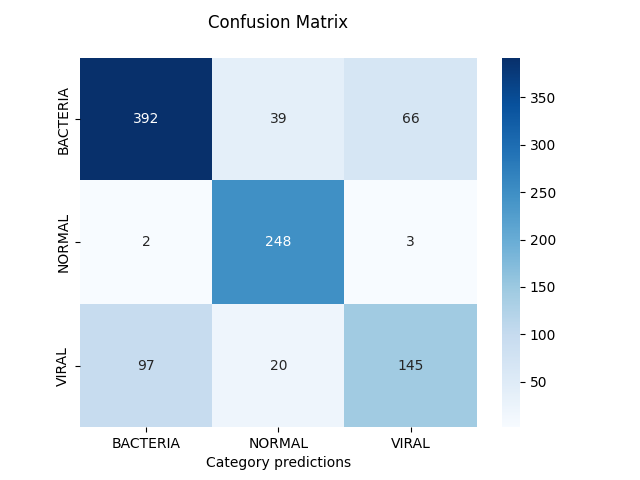 Confusion Matrix
BACTERIA 392 39 66
NORMAL 2 248 3
VIRAL 97 20 145
BACTERIA NORMAL VIRAL
Category predictions
350
300
250
200
150
100
50